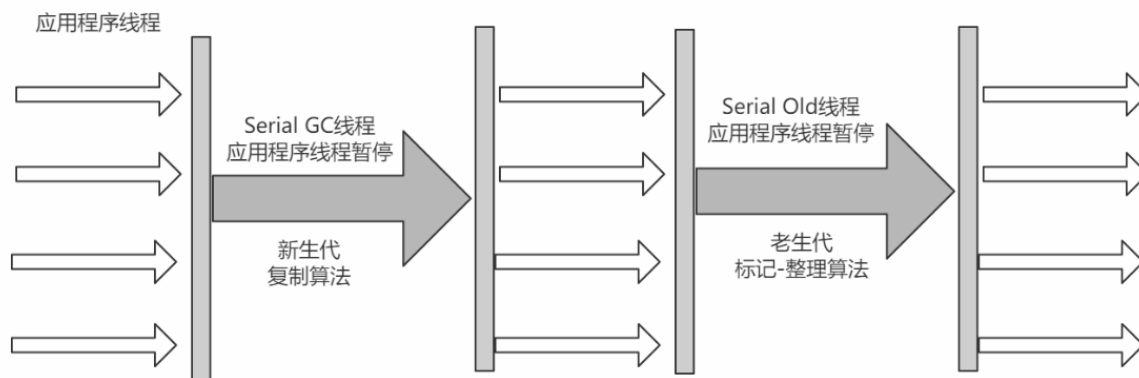 应用程序线程
Serial GC线程
应用程序线程暂停
新生代
复制算法
Serial Old线程
应用程序线程暂停
老生代
标记-整理算法